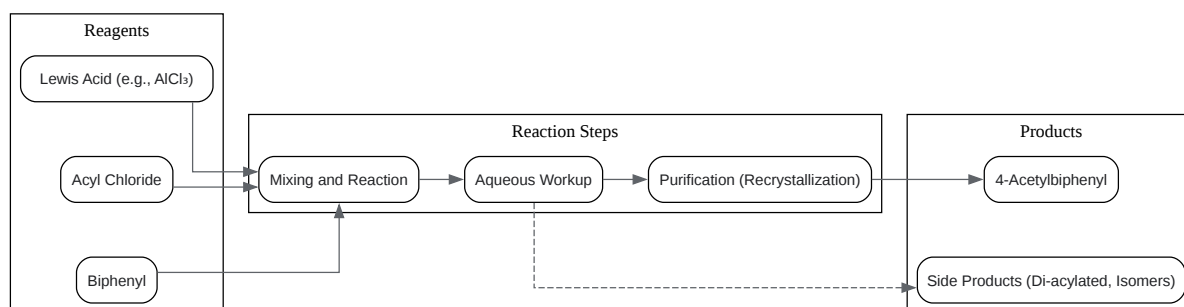 Reagents
Lewis Acid (e.g., AlCl₃)
Acyl Chloride
Biphenyl
Reaction Steps
Mixing and Reaction
Aqueous Workup
Purification (Recrystallization)
Products
4-Acetylbiphenyl
Side Products (Di-acylated, Isomers)